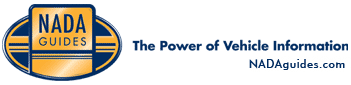 NADA
GUIDES
The Power of Vehicle Information
NADAguides.com